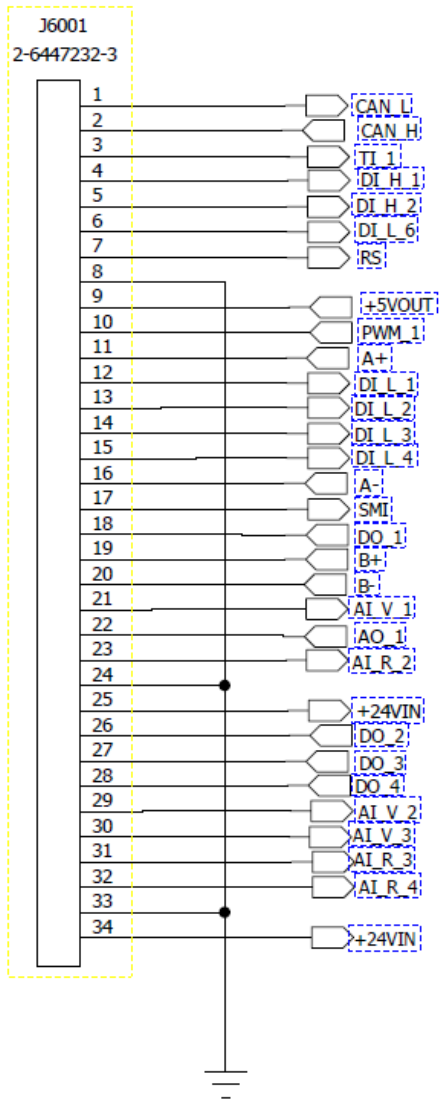 J6001
2-6447232-3
1 CAN_L
2 CAN_H
3 TI_1
4 DI_H_1
5 DI_H_2
6 DI_L_6
7 RS
8
9 +5VOUT
10 PWM_1
11 A+
12 DI_L_1
13 DI_L_2
14 DI_L_3
15 DI_L_4
16 A-
17 SMI
18 DO_1
19 B+
20 B-
21 AI_V_1
22 AO_1
23 AI_R_2
24
25 +24VIN
26 DO_2
27 DO_3
28 DO_4
29 AI_V_2
30 AI_V_3
31 AI_R_3
32 AI_R_4
33
34 +24VIN